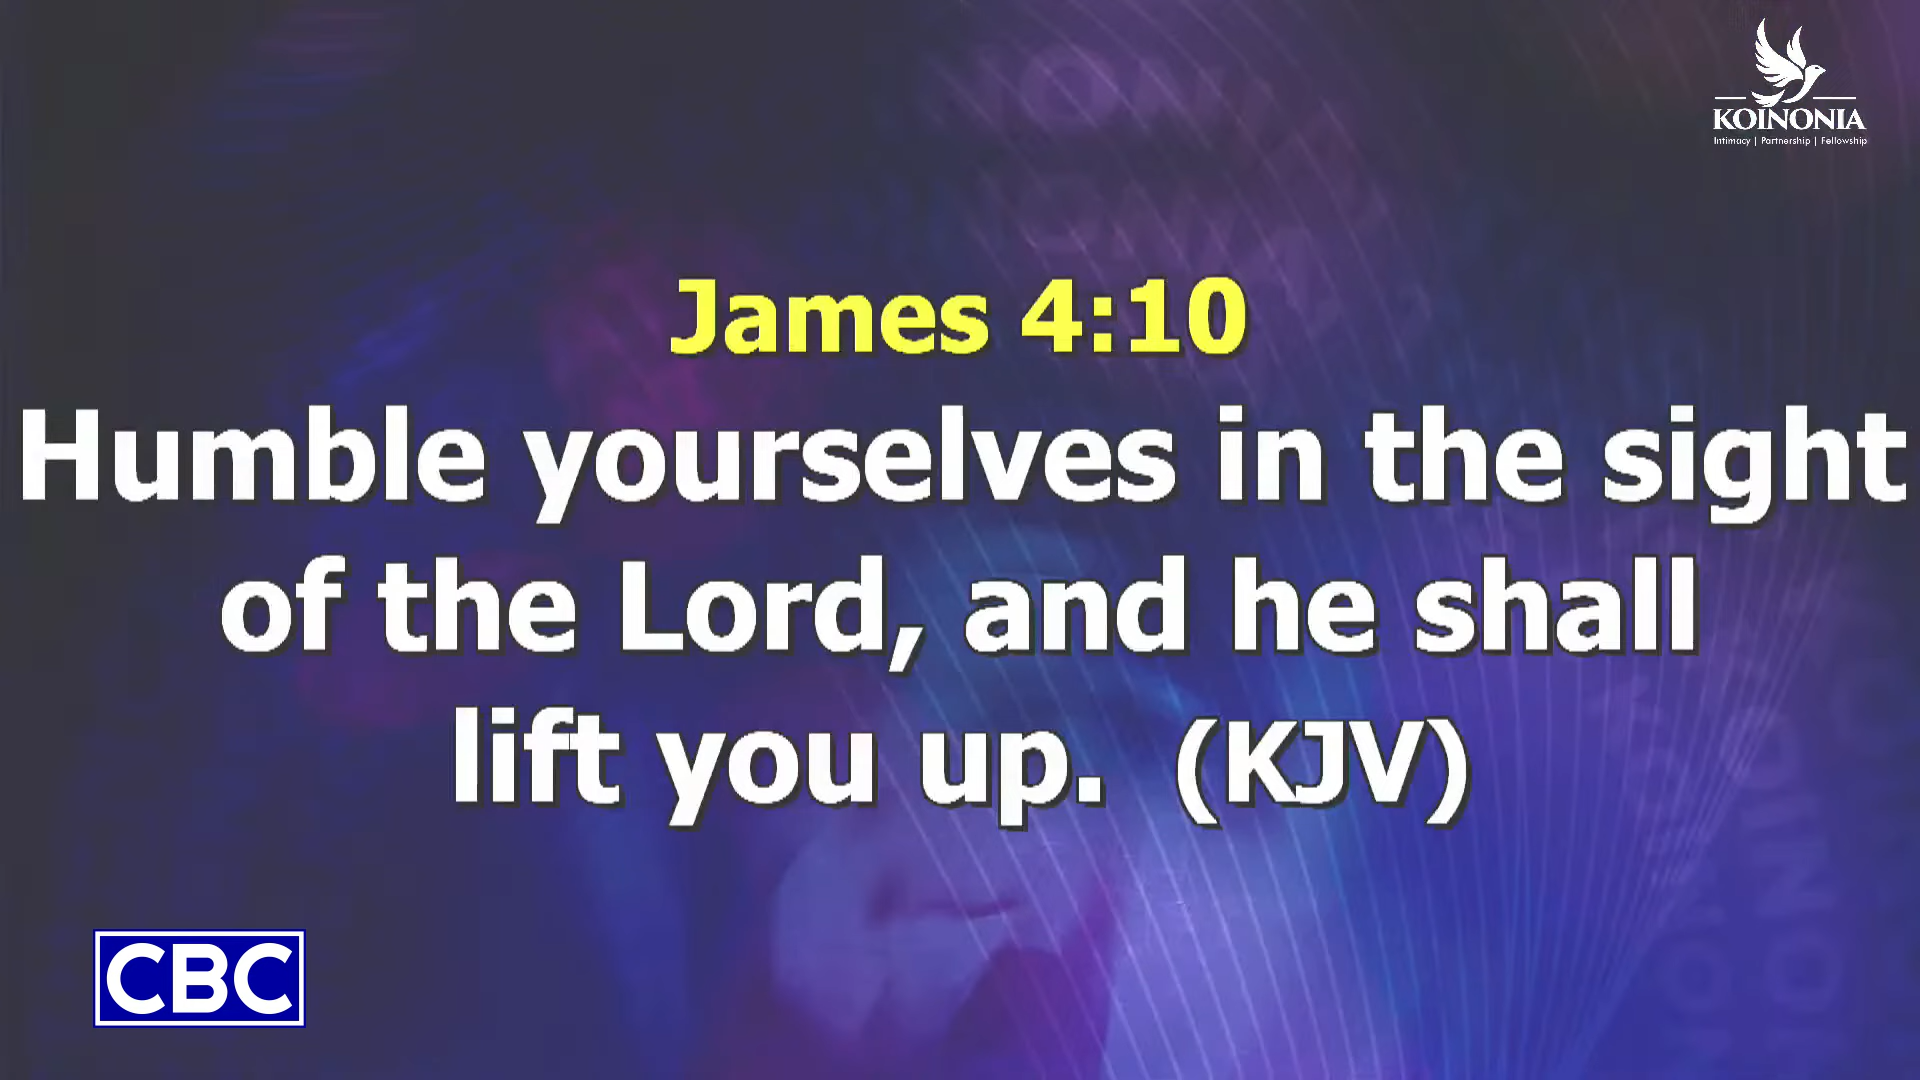 KOINONIA
Intimacy | Partnership | Fellowship
James 4:10
Humble yourselves in the sight
of the Lord, and he shall
lift you up. (KJV)
CBC